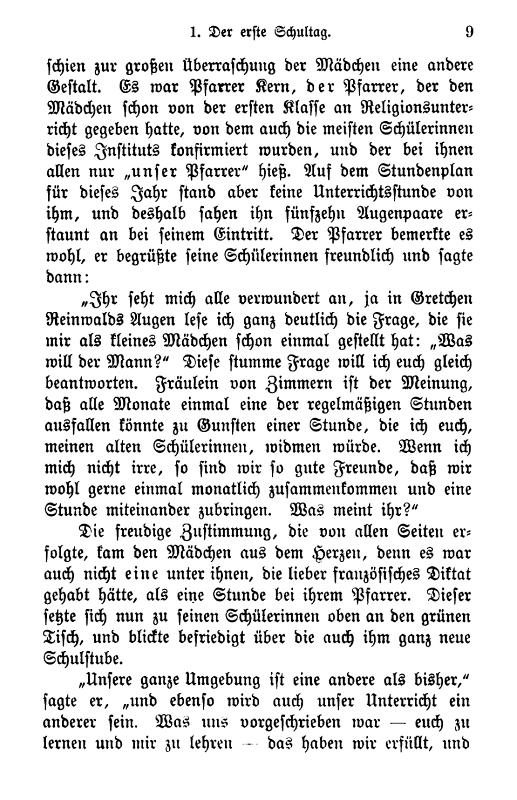 1. Der erste Schultag. 9
schien zur großen Überraschung der Mädchen eine andere
Gestalt. Es war Pfarrer Kern, der Pfarrer, der den
Mädchen schon von der ersten Klasse an Religionsunter-
richt gegeben hatte, von dem auch die meisten Schülerinnen
dieses Instituts konfirmiert wurden, und der bei ihnen
allen nur „unser Pfarrer“ hieß. Auf dem Stundenplan
für dieses Jahr stand aber keine Unterrichtsstunde von
ihm, und deshalb sahen ihn fünfzehn Augenpaare er-
staunt an bei seinem Eintritt. Der Pfarrer bemerkte es
wohl, er begrüßte seine Schülerinnen freundlich und sagte
dann:
„Ihr seht mich alle verwundert an, ja in Gretchen
Reinwalds Augen lese ich ganz deutlich die Frage, die sie
mir als kleines Mädchen schon einmal gestellt hat: „Was
will der Mann?“ Diese stumme Frage will ich euch gleich
beantworten. Fräulein von Zimmern ist der Meinung,
daß alle Monate einmal eine der regelmäßigen Stunden
ausfallen könnte zu Gunsten einer Stunde, die ich euch,
meinen alten Schülerinnen, widmen würde. Wenn ich
mich nicht irre, so sind wir so gute Freunde, daß wir
wohl gerne einmal monatlich zusammenkommen und eine
Stunde miteinander zubringen. Was meint ihr?“
Die freudige Zustimmung, die von allen Seiten er-
folgte, kam den Mädchen aus dem Herzen, denn es war
auch nicht eine unter ihnen, die lieber französisches Diktat
gehabt hätte, als eine Stunde bei ihrem Pfarrer. Dieser
setzte sich nun zu seinen Schülerinnen oben an den grünen
Tisch, und blickte befriedigt über die auch ihm ganz neue
Schulstube.
„Unsere ganze Umgebung ist eine andere als bisher,“
sagte er, „und ebenso wird auch unser Unterricht ein
anderer sein. Was uns vorgeschrieben war — euch zu
lernen und mir zu lehren — das haben wir erfüllt, und